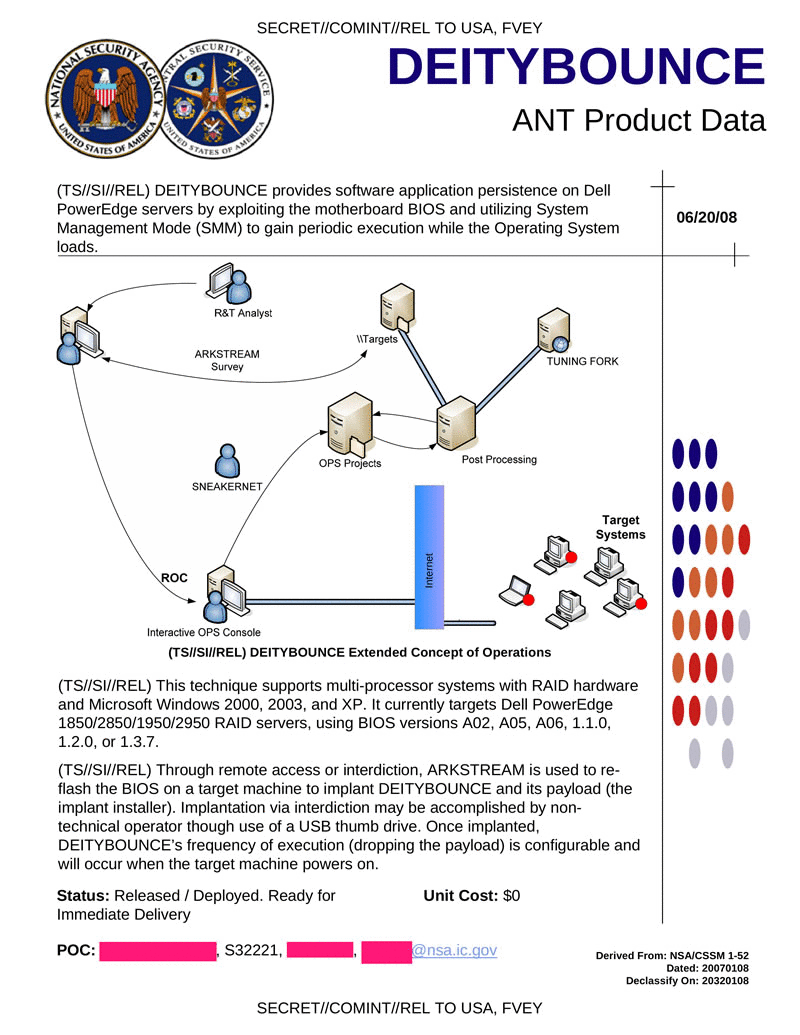 SECRET//COMINT//REL TO USA, FVEY
NATIONAL SECURITY AGENCY
UNITED STATES OF AMERICA
TRAL SECURITY SERVICE
UNITED STATES OF AMERICA
DEITYBOUNCE
ANT Product Data
(TS//SI//REL) DEITYBOUNCE provides software application persistence on Dell
PowerEdge servers by exploiting the motherboard BIOS and utilizing System
Management Mode (SMM) to gain periodic execution while the Operating System
loads.
06/20/08
R&T Analyst
\\Targets
ARKSTREAM
Survey
TUNING FORK
OPS Projects
Post Processing
SNEAKERNET
Target
Systems
Internet
ROC
Interactive OPS Console
(TS//SI//REL) DEITYBOUNCE Extended Concept of Operations
(TS//SI//REL) This technique supports multi-processor systems with RAID hardware
and Microsoft Windows 2000, 2003, and XP. It currently targets Dell PowerEdge
1850/2850/1950/2950 RAID servers, using BIOS versions A02, A05, A06, 1.1.0,
1.2.0, or 1.3.7.
(TS//SI//REL) Through remote access or interdiction, ARKSTREAM is used to re-
flash the BIOS on a target machine to implant DEITYBOUNCE and its payload (the
implant installer). Implantation via interdiction may be accomplished by non-
technical operator though use of a USB thumb drive. Once implanted,
DEITYBOUNCE's frequency of execution (dropping the payload) is configurable and
will occur when the target machine powers on.
Status: Released / Deployed. Ready for
Immediate Delivery
Unit Cost: $0
POC: , S32221, , @nsa.ic.gov
Derived From: NSA/CSSM 1-52
Dated: 20070108
Declassify On: 20320108
SECRET//COMINT//REL TO USA, FVEY